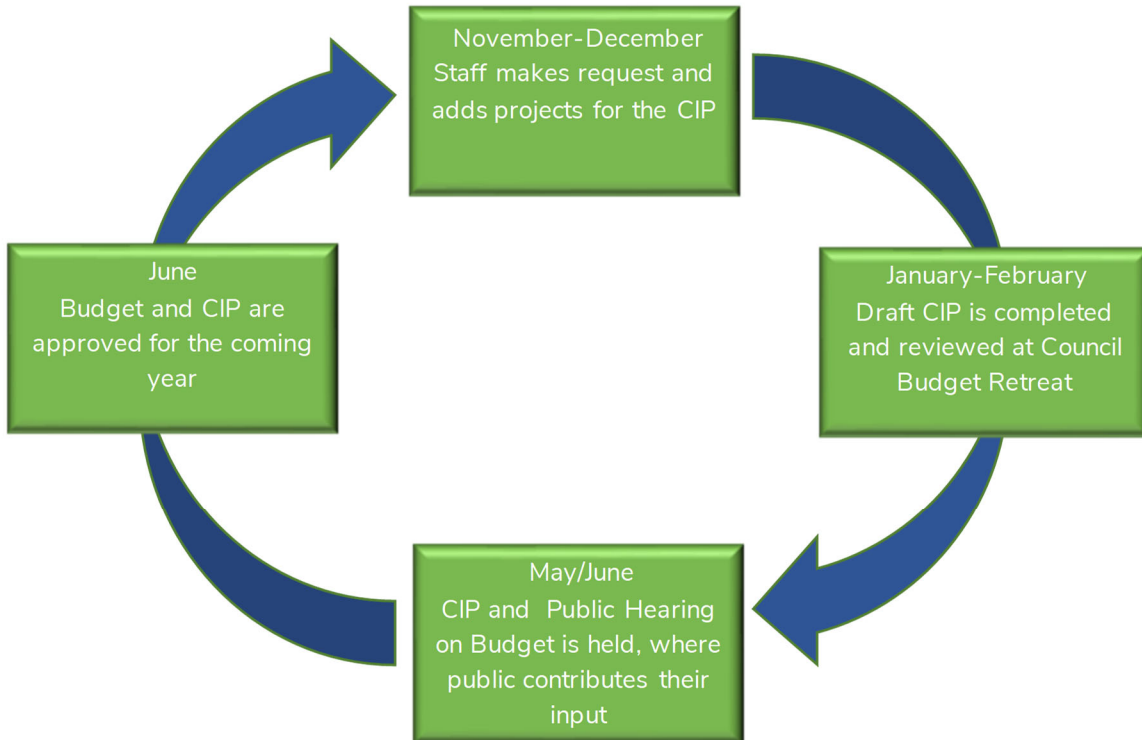 November-December
Staff makes request and
adds projects for the CIP
June
Budget and CIP are
approved for the coming
year
January-February
Draft CIP is completed
and reviewed at Council
Budget Retreat
May/June
CIP and Public Hearing
on Budget is held, where
public contributes their
input